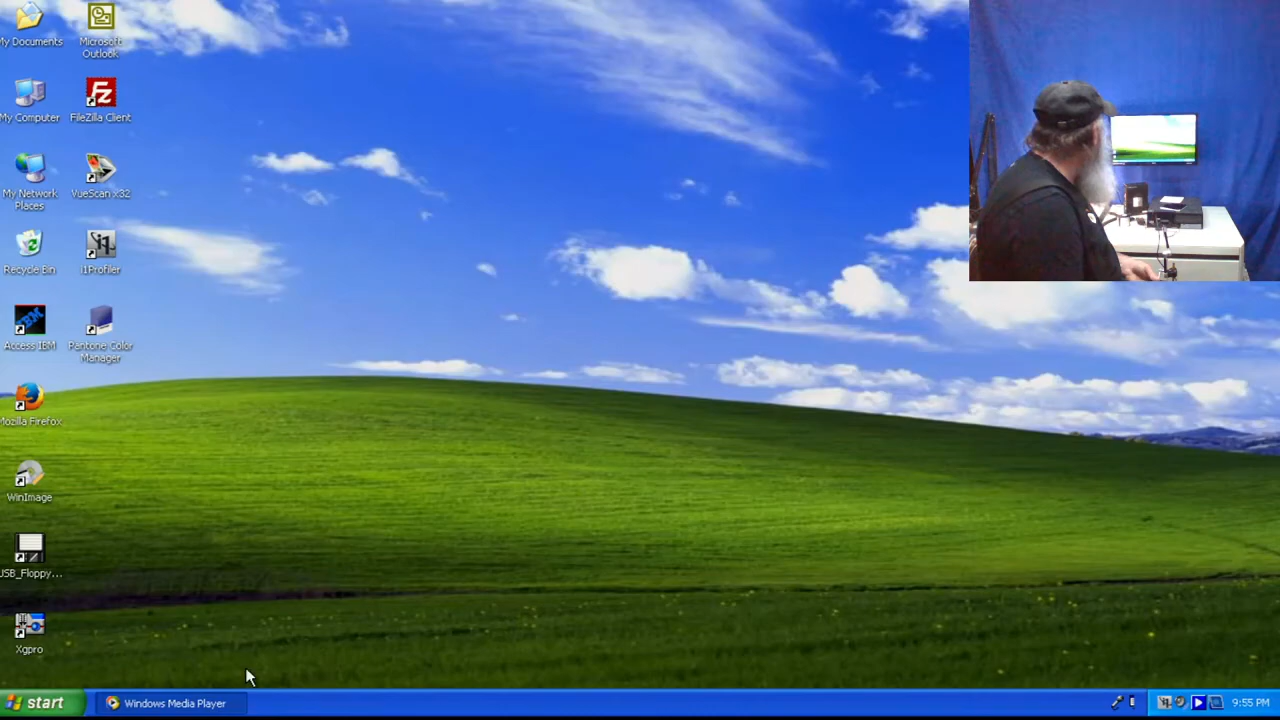 My Documents
Microsoft
Outlook
My Computer
FileZilla Client
My Network
Places
VueScan x32
Recycle Bin
i1Profiler
Access IBM
Pantone Color
Manager
Mozilla Firefox
WinImage
USB_Floppy...
Xgpro
start
Windows Media Player
9:55 PM